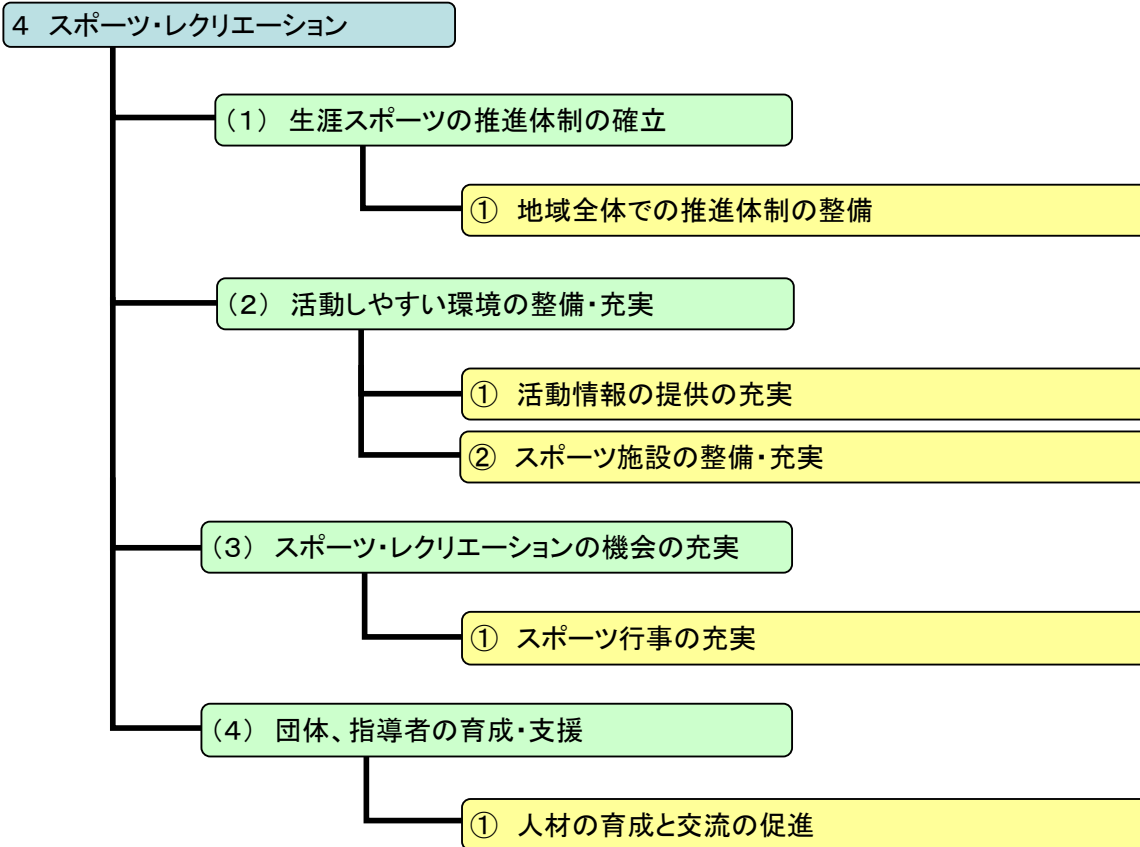 ４ スポーツ・レクリエーション
（１） 生涯スポーツの推進体制の確立
① 地域全体での推進体制の整備
（２） 活動しやすい環境の整備・充実
① 活動情報の提供の充実
② スポーツ施設の整備・充実
（３） スポーツ・レクリエーションの機会の充実
① スポーツ行事の充実
（４） 団体、指導者の育成・支援
① 人材の育成と交流の促進